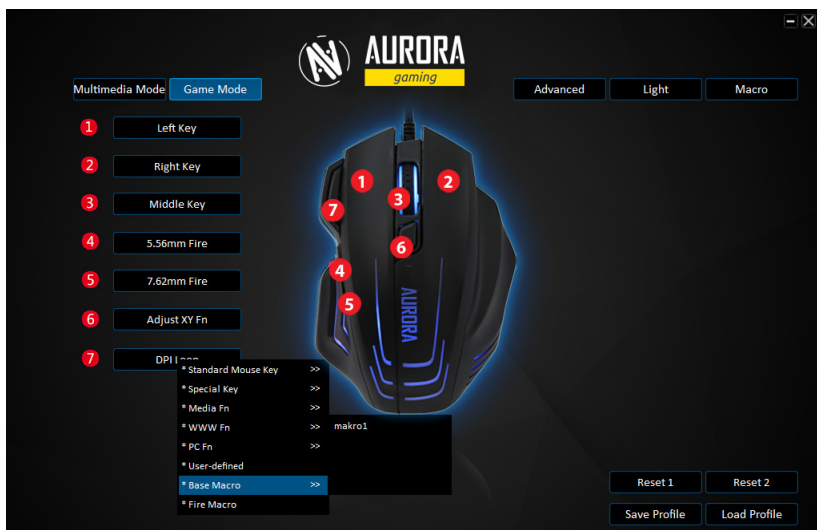 AURORA
gaming
Multimedia Mode
Game Mode
Advanced
Light
Macro
1 Left Key
2 Right Key
3 Middle Key
4 5.56mm Fire
5 7.62mm Fire
6 Adjust XY Fn
7 DPI Loop
1
2
3
7
6
4
5
AURORA
* Standard Mouse Key >>
* Special Key >>
* Media Fn >>
* WWW Fn >>
* PC Fn >>
* User-defined
* Base Macro >>
* Fire Macro
makro1
Reset 1
Reset 2
Save Profile
Load Profile